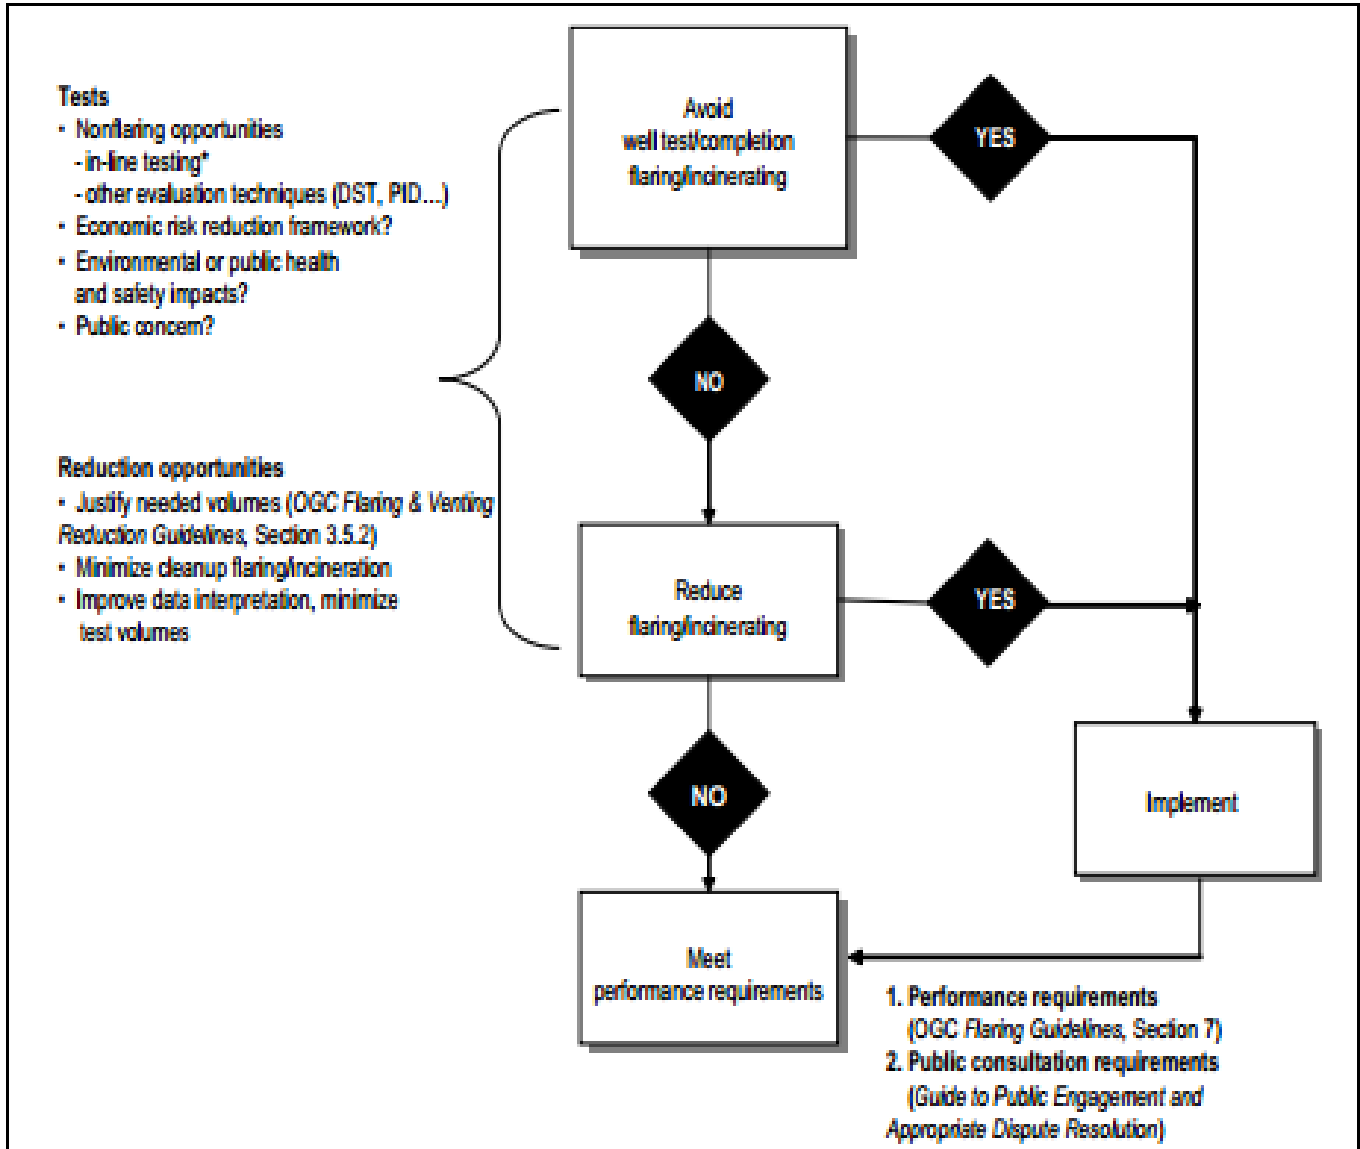 Tests
• Nonflaring opportunities
- in-line testing*
- other evaluation techniques (DST, PID...)
• Economic risk reduction framework?
• Environmental or public health
and safety impacts?
• Public concern?
Reduction opportunities
• Justify needed volumes (OGC Flaring & Venting
Reduction Guidelines, Section 3.5.2)
• Minimize cleanup flaring/incineration
• Improve data interpretation, minimize
test volumes
Avoid
well test/completion
flaring/incinerating
YES
NO
Reduce
flaring/incinerating
YES
NO
Implement
Meet
performance requirements
1. Performance requirements
(OGC Flaring Guidelines, Section 7)
2. Public consultation requirements
(Guide to Public Engagement and
Appropriate Dispute Resolution)